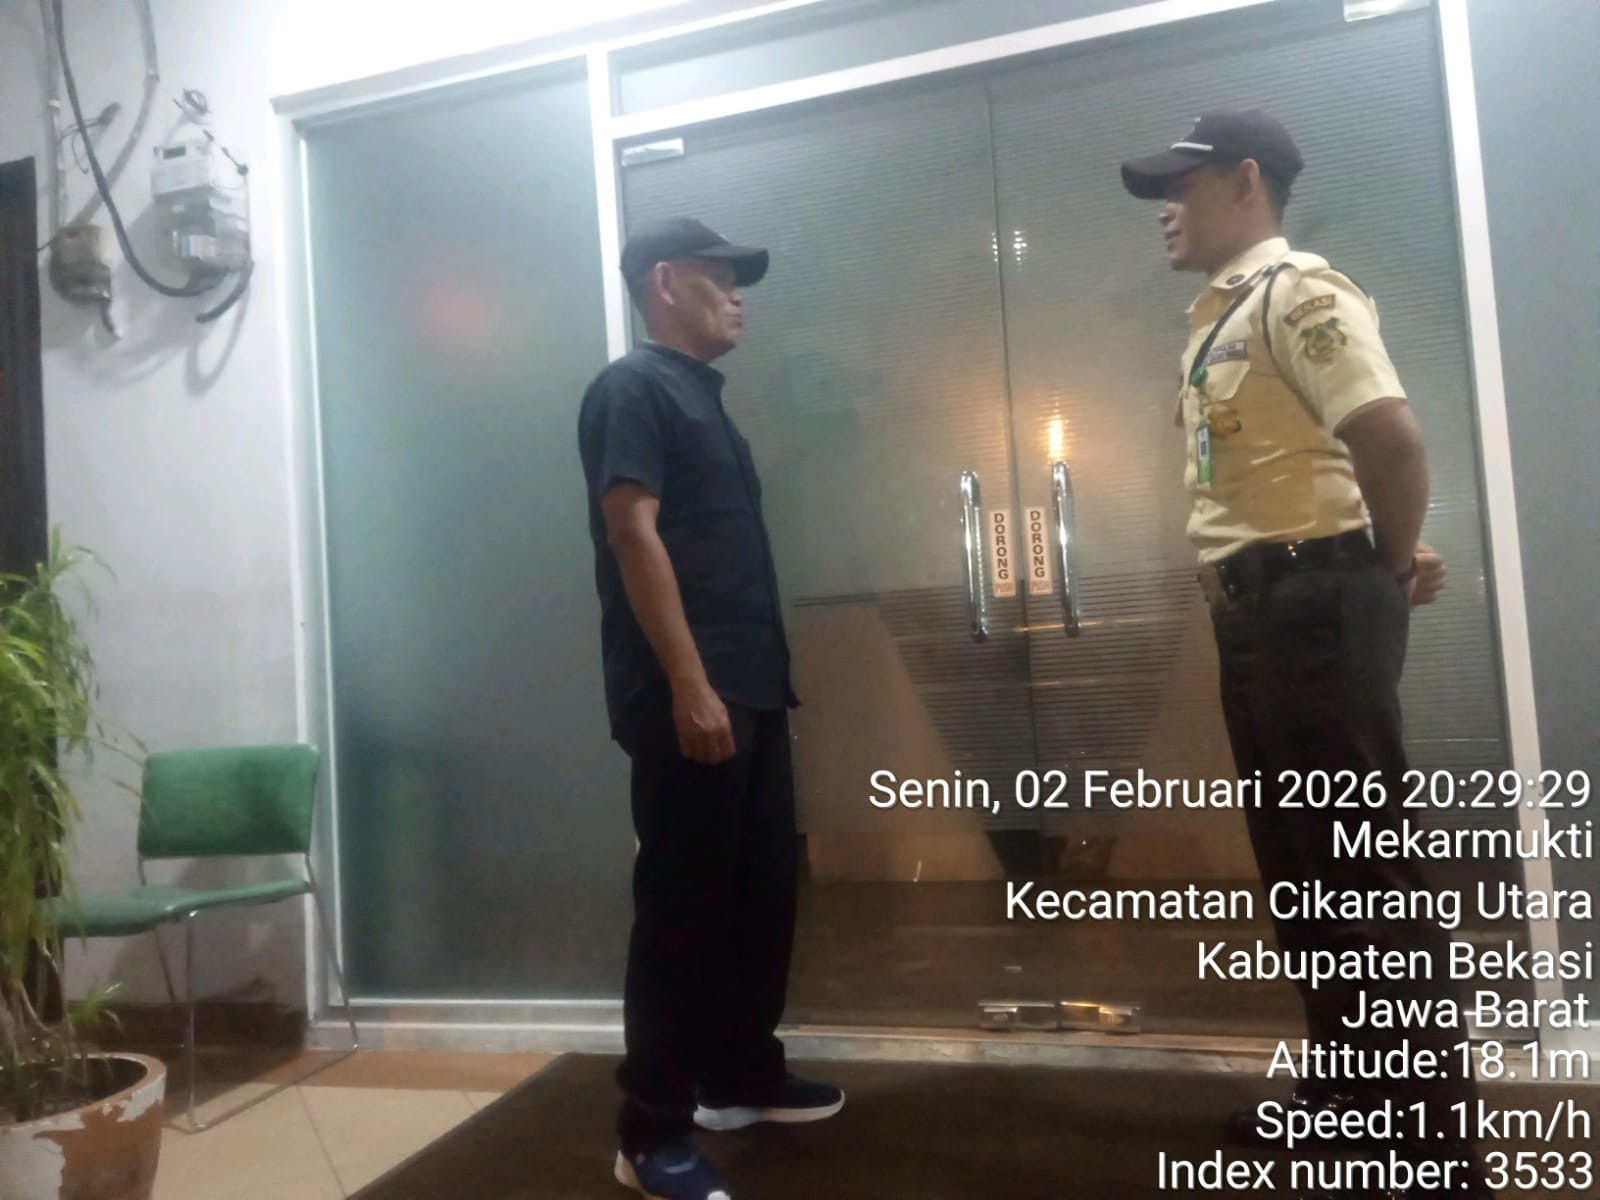 BEKASI
DORONG
PUSH
DORONG
PUSH
Senin, 02 Februari 2026 20:29:29
Mekarmukti
Kecamatan Cikarang Utara
Kabupaten Bekasi
Jawa Barat
Altitude:18.1m
Speed:1.1km/h
Index number: 3533